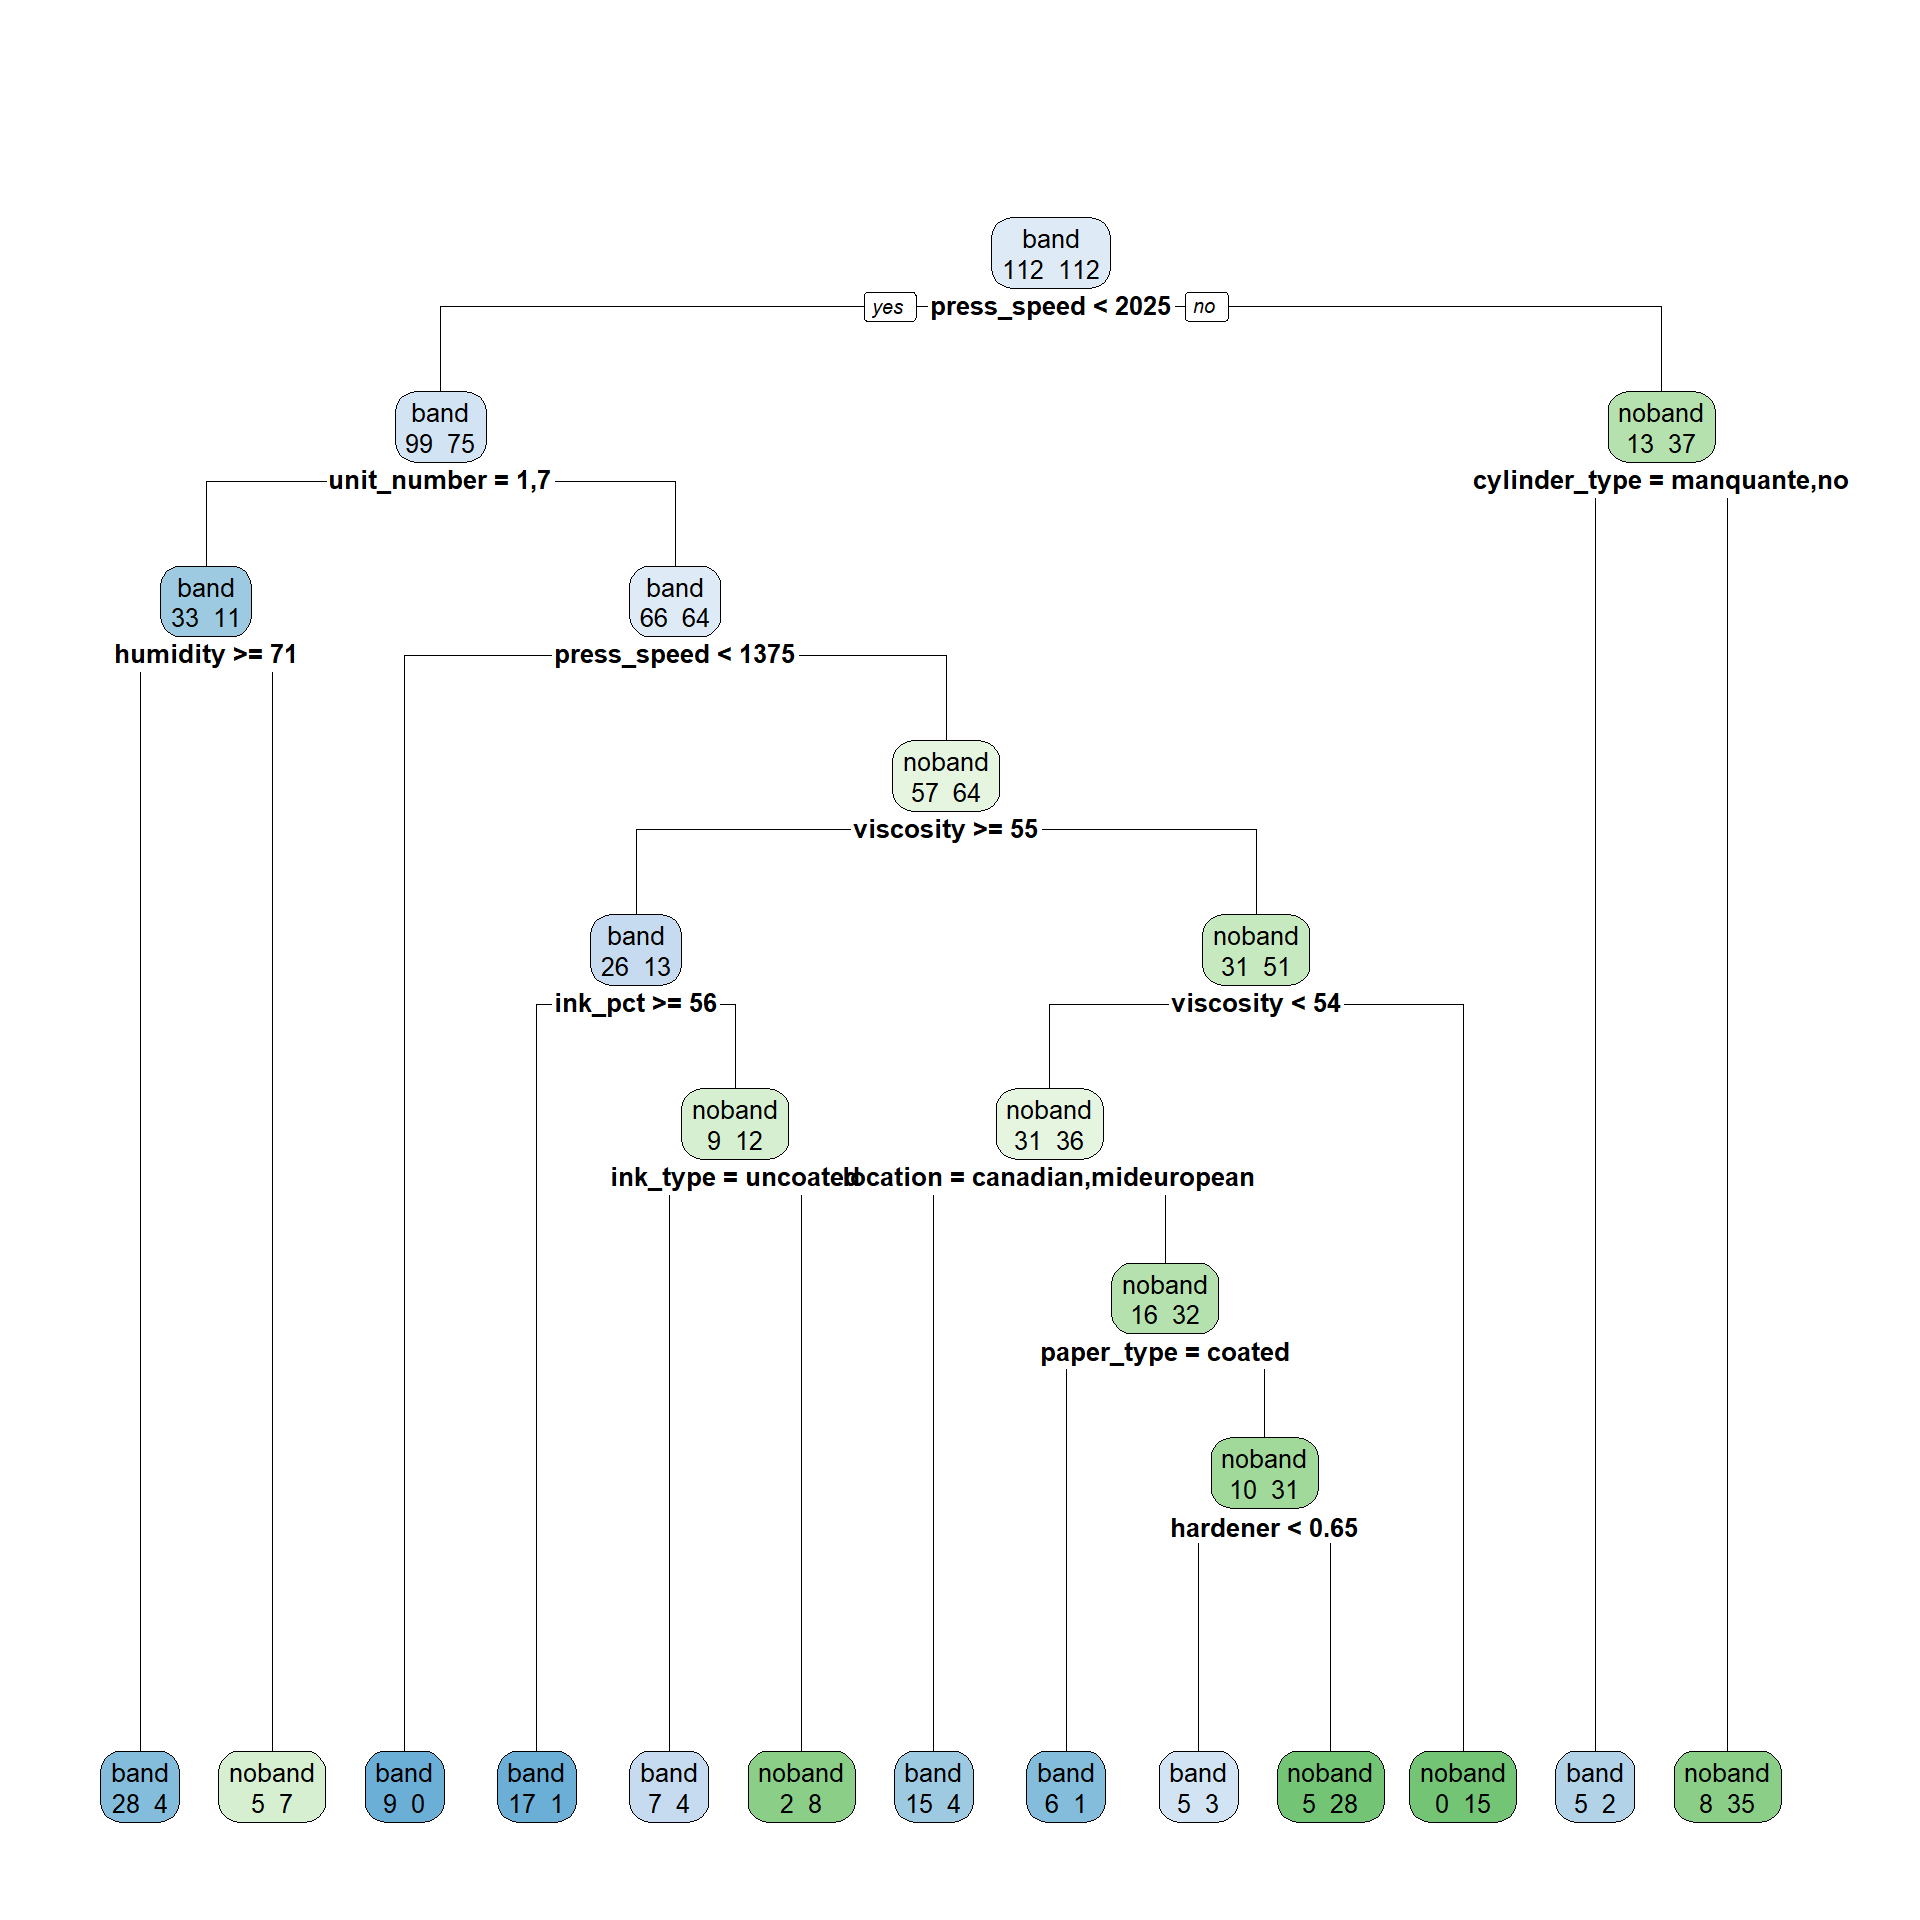 band
112 112
yes press_speed < 2025 no
band
99 75
noband
13 37
unit_number = 1,7
cylinder_type = manquante,no
band
33 11
band
66 64
humidity >= 71
press_speed < 1375
noband
57 64
viscosity >= 55
band
26 13
noband
31 51
ink_pct >= 56
viscosity < 54
noband
9 12
noband
31 36
ink_type = uncoated
location = canadian,mideuropean
noband
16 32
paper_type = coated
noband
10 31
hardener < 0.65
band
28 4
noband
5 7
band
9 0
band
17 1
band
7 4
noband
2 8
band
15 4
band
6 1
band
5 3
noband
5 28
noband
0 15
band
5 2
noband
8 35